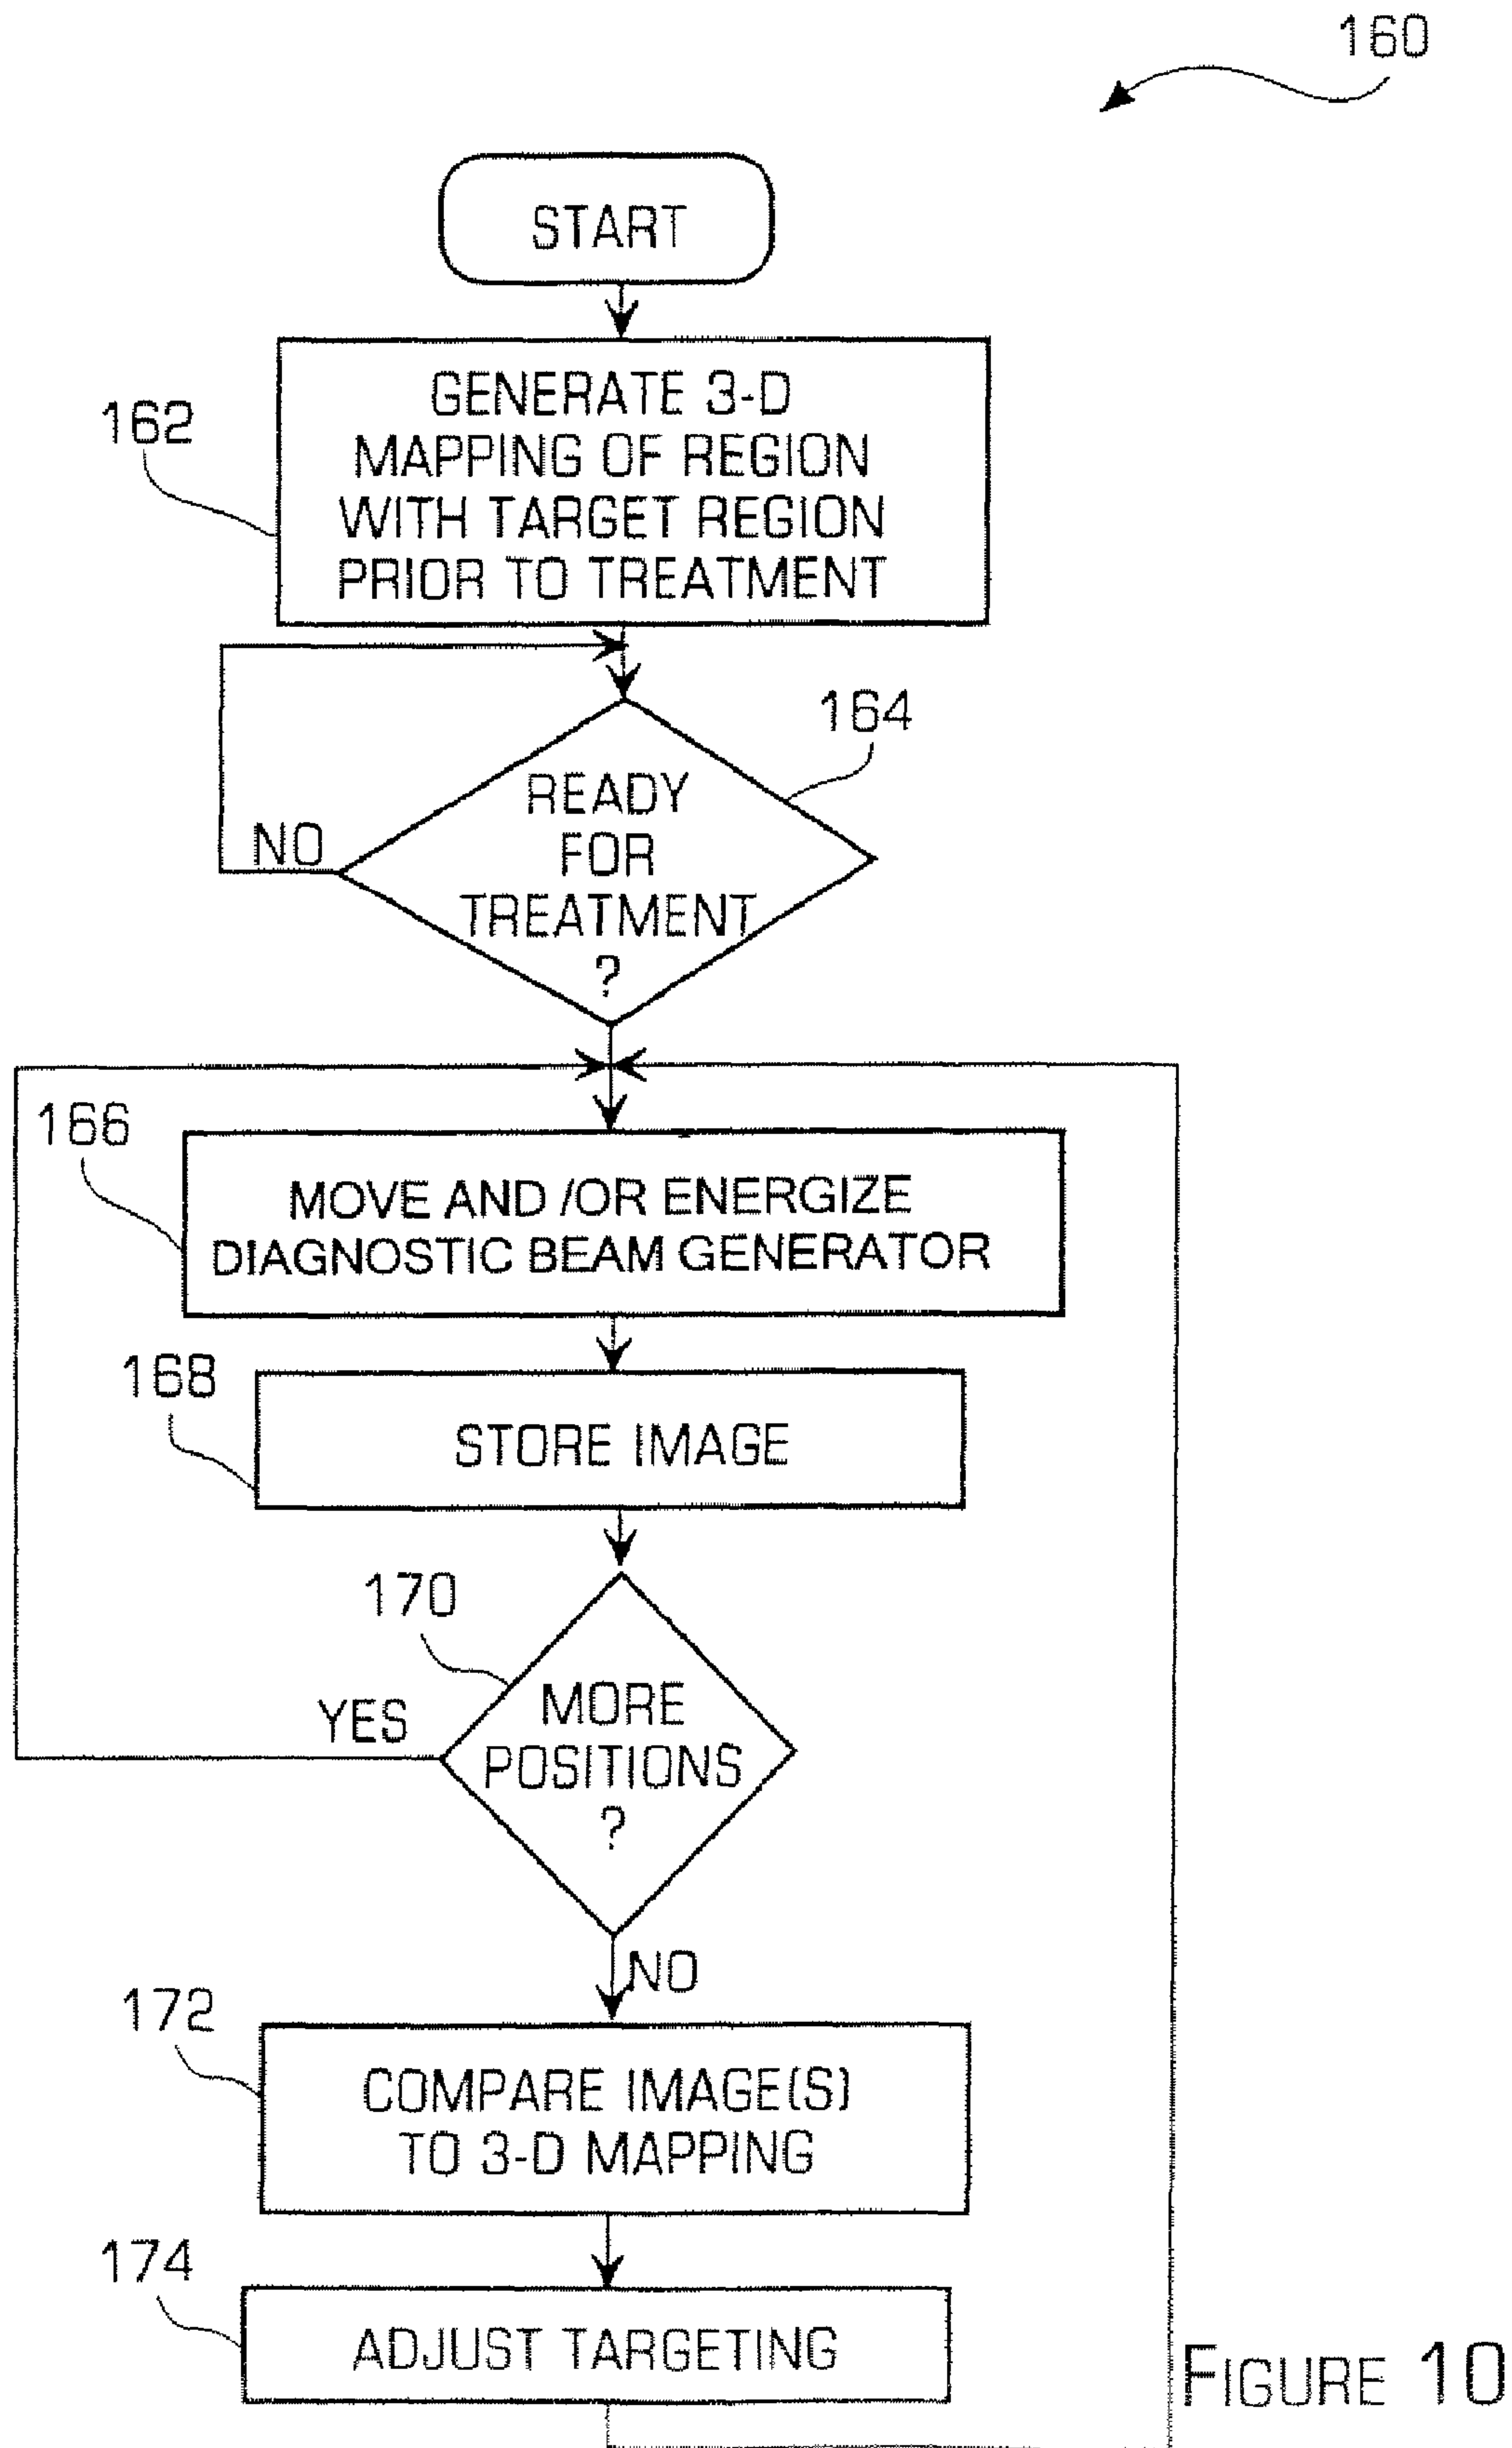 160
START
162
GENERATE 3-D
MAPPING OF REGION
WITH TARGET REGION
PRIOR TO TREATMENT
164
READY
FOR
TREATMENT
?
NO
166
MOVE AND /OR ENERGIZE
DIAGNOSTIC BEAM GENERATOR
168
STORE IMAGE
170
YES
MORE
POSITIONS
?
NO
172
COMPARE IMAGE(S)
TO 3-D MAPPING
174
ADJUST TARGETING
FIGURE 10